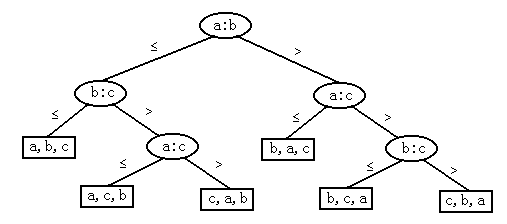 a:b
≤ >
b:c a:c
≤ > ≤ >
a,b,c a:c b,a,c b:c
≤ > ≤ >
a,c,b c,a,b b,c,a c,b,a